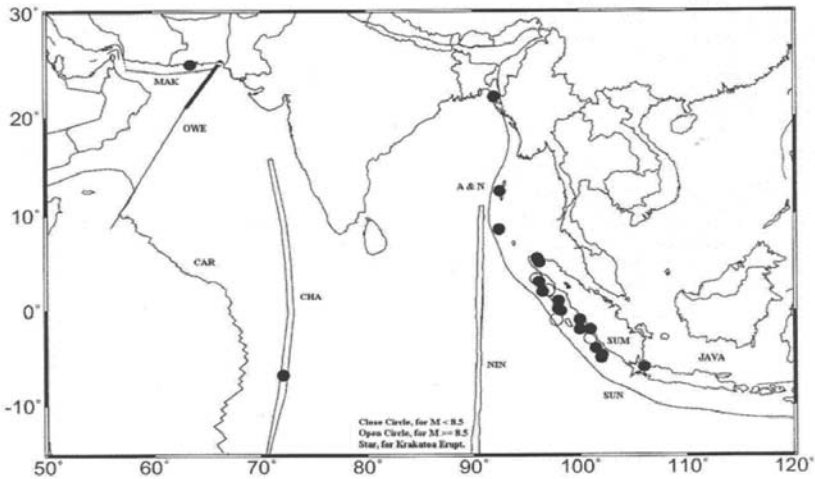 30°
MAK
20°
OWE
A & N
10°
CAR
CHA
0°
SUM
NIN
JAVA
SUN
-10°
Close Circle, for M < 8.5
Open Circle, for M >= 8.5
Star, for Krakatoa Erupt.
50° 60° 70° 80° 90° 100° 110° 120°